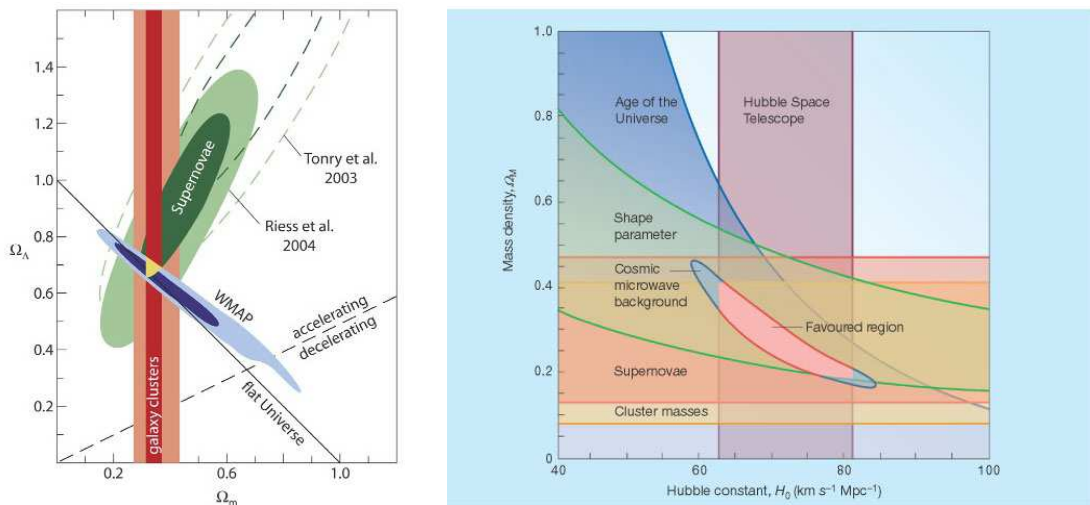 1.4
1.2
1.0
0.8
0.6
0.4
0.2
Ω_Λ
Supernovae
Tonry et al.
2003
Riess et al.
2004
WMAP
accelerating
decelerating
flat Universe
galaxy clusters
0.2
0.6
1.0
Ω_m
1.0
0.8
0.6
0.4
0.2
0
Mass density, Ω_M
Age of the
Universe
Hubble Space
Telescope
Shape
parameter
Cosmic
microwave
background
Favoured region
Supernovae
Cluster masses
40
60
80
100
Hubble constant, H₀ (km s⁻¹ Mpc⁻¹)